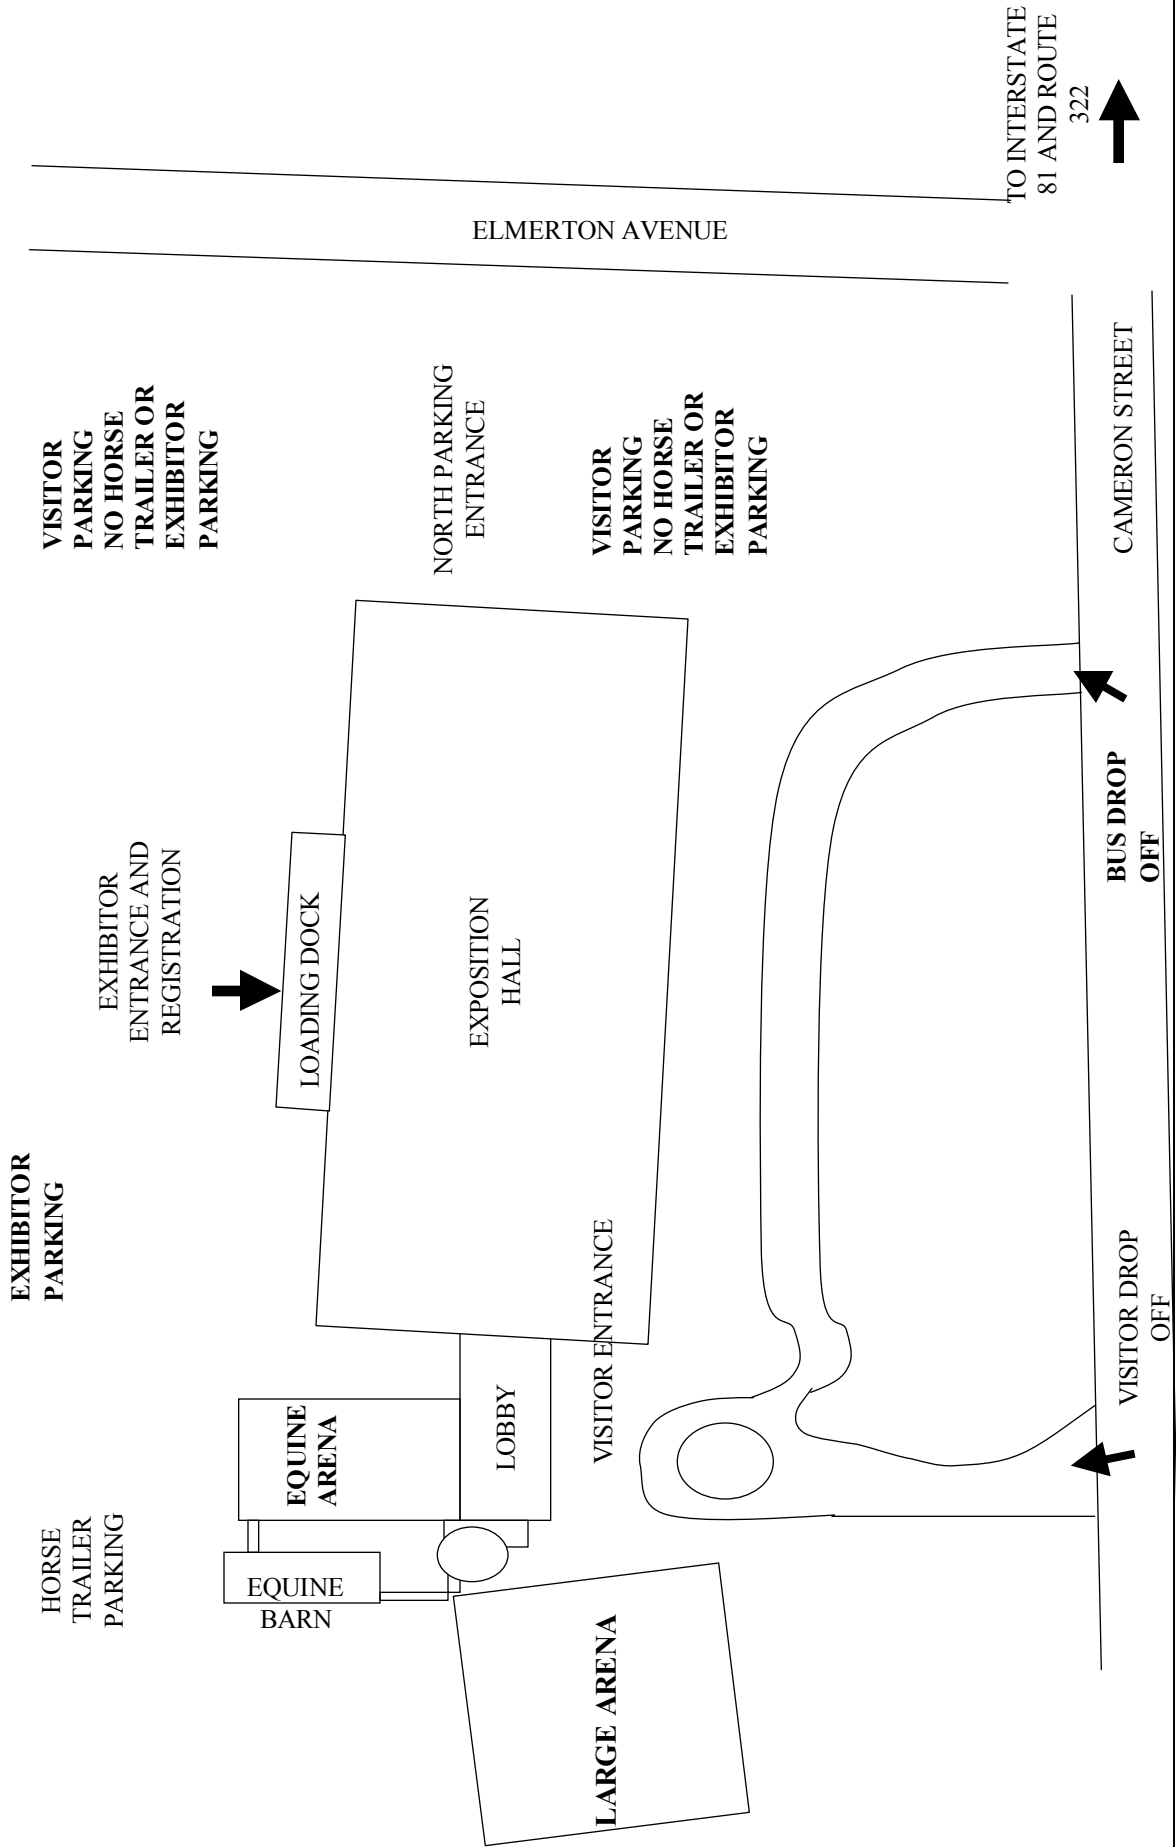 TO INTERSTATE
81 AND ROUTE
322
ELMERTON AVENUE
VISITOR
PARKING
NO HORSE
TRAILER OR
EXHIBITOR
PARKING
NORTH PARKING
ENTRANCE
VISITOR
PARKING
NO HORSE
TRAILER OR
EXHIBITOR
PARKING
CAMERON STREET
EXHIBITOR
ENTRANCE AND
REGISTRATION
LOADING DOCK
EXPOSITION
HALL
BUS DROP
OFF
EXHIBITOR
PARKING
VISITOR ENTRANCE
VISITOR DROP
OFF
EQUINE
ARENA
LOBBY
HORSE
TRAILER
PARKING
EQUINE
BARN
LARGE ARENA